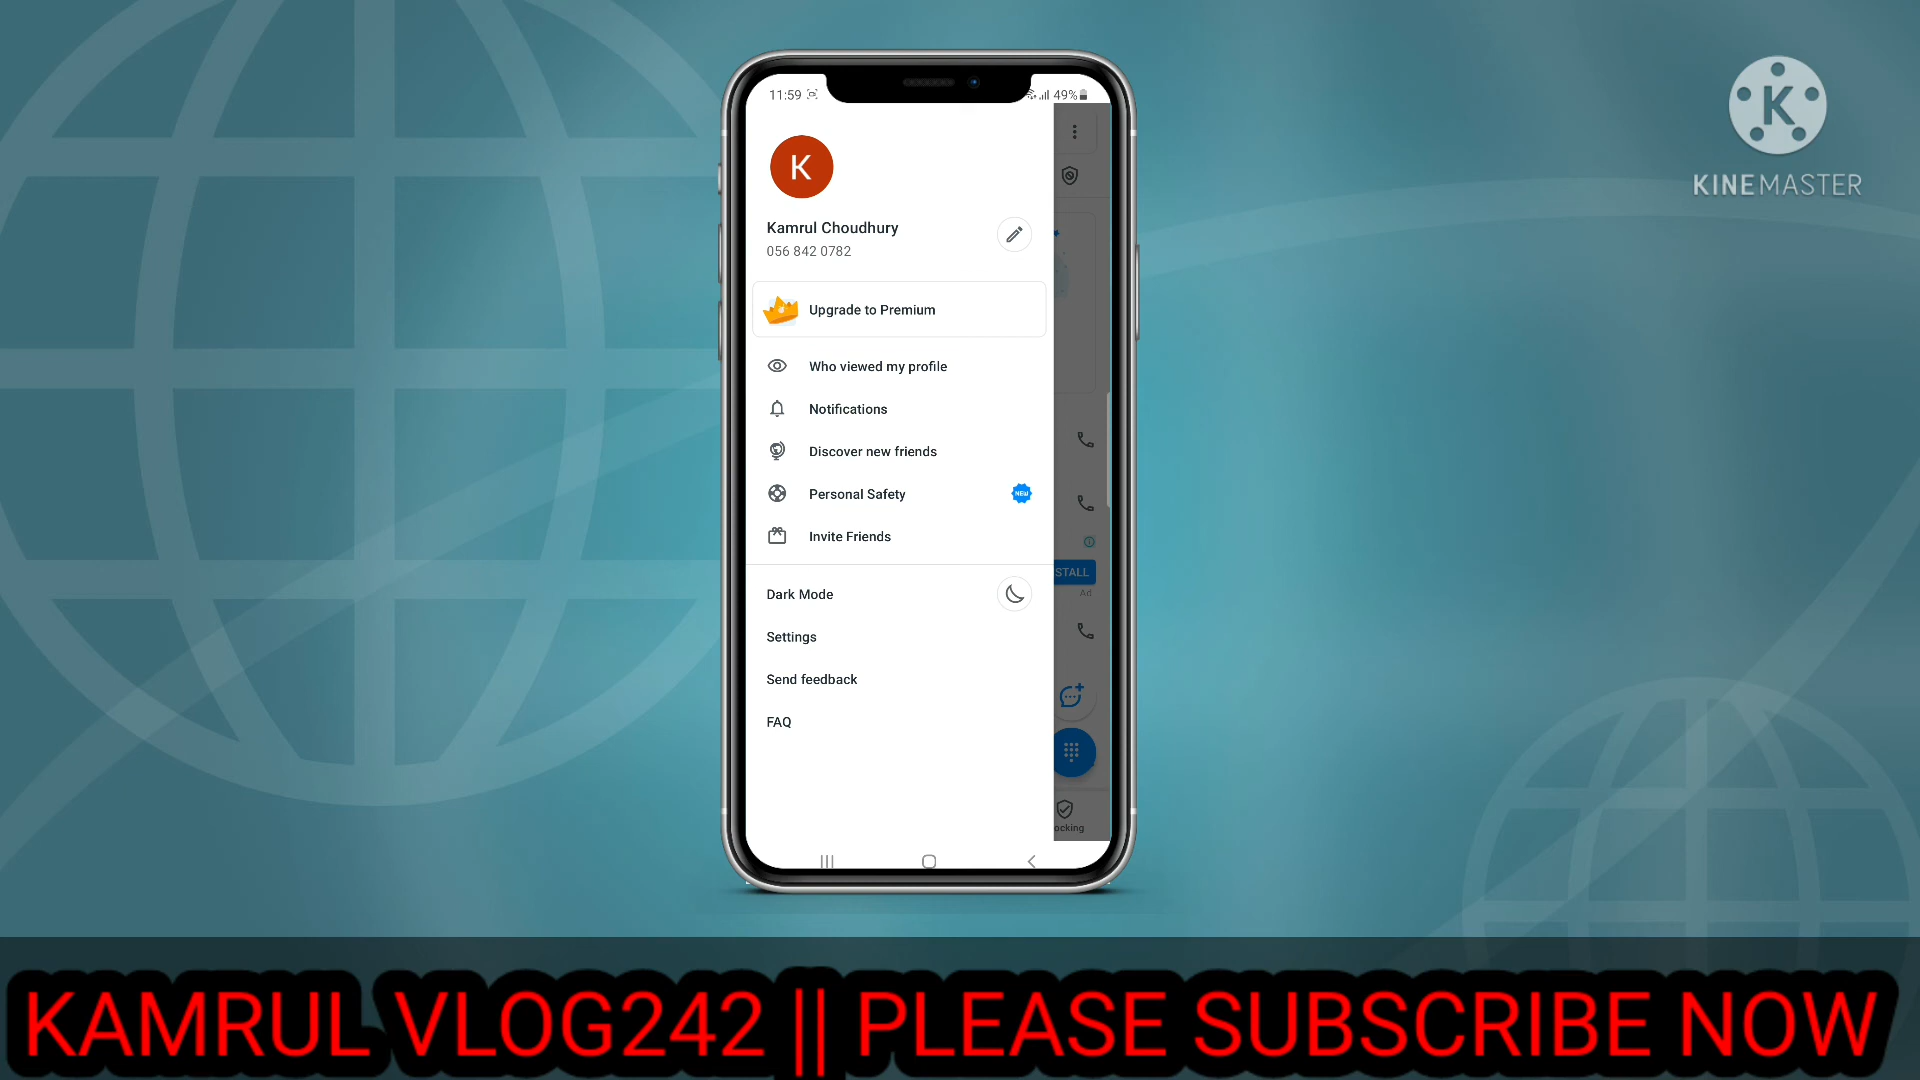 11:59
49%
K
KINEMASTER
K
Kamrul Choudhury
056 842 0782
Upgrade to Premium
Who viewed my profile
Notifications
Discover new friends
Personal Safety
NEW
Invite Friends
STALL
Ad
Dark Mode
Settings
Send feedback
FAQ
ocking
KAMRUL VLOG242 || PLEASE SUBSCRIBE NOW